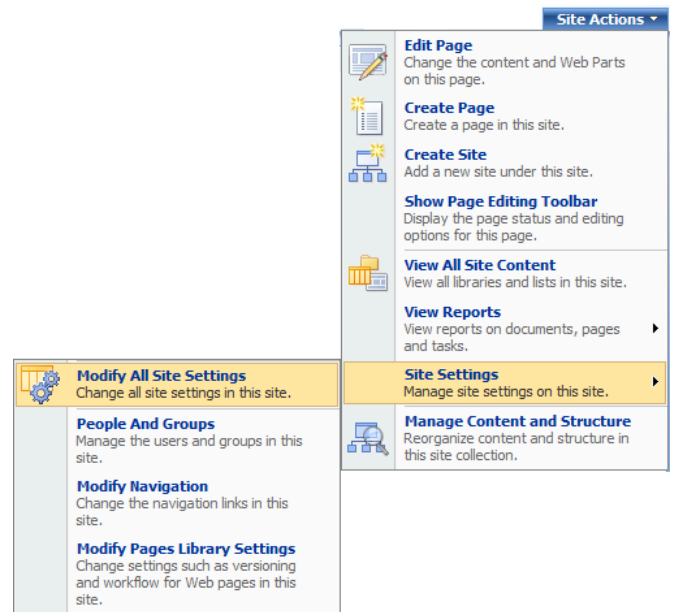 Site Actions
Edit Page
Change the content and Web Parts
on this page.
Create Page
Create a page in this site.
Create Site
Add a new site under this site.
Show Page Editing Toolbar
Display the page status and editing
options for this page.
View All Site Content
View all libraries and lists in this site.
View Reports
View reports on documents, pages
and tasks.
Site Settings
Manage site settings on this site.
Manage Content and Structure
Reorganize content and structure in
this site collection.
Modify All Site Settings
Change all site settings in this site.
People And Groups
Manage the users and groups in this
site.
Modify Navigation
Change the navigation links in this
site.
Modify Pages Library Settings
Change settings such as versioning
and workflow for Web pages in this
site.